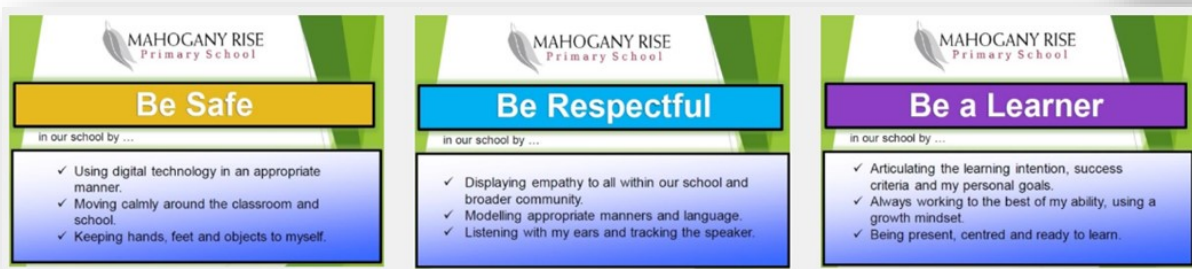 MAHOGANY RISE
Primary School
Be Safe
in our school by ...
✓ Using digital technology in an appropriate
manner.
✓ Moving calmly around the classroom and
school.
✓ Keeping hands, feet and objects to myself.
MAHOGANY RISE
Primary School
Be Respectful
in our school by ...
✓ Displaying empathy to all within our school and
broader community.
✓ Modelling appropriate manners and language.
✓ Listening with my ears and tracking the speaker.
MAHOGANY RISE
Primary School
Be a Learner
in our school by ...
✓ Articulating the learning intention, success
criteria and my personal goals.
✓ Always working to the best of my ability, using a
growth mindset.
✓ Being present, centred and ready to learn.